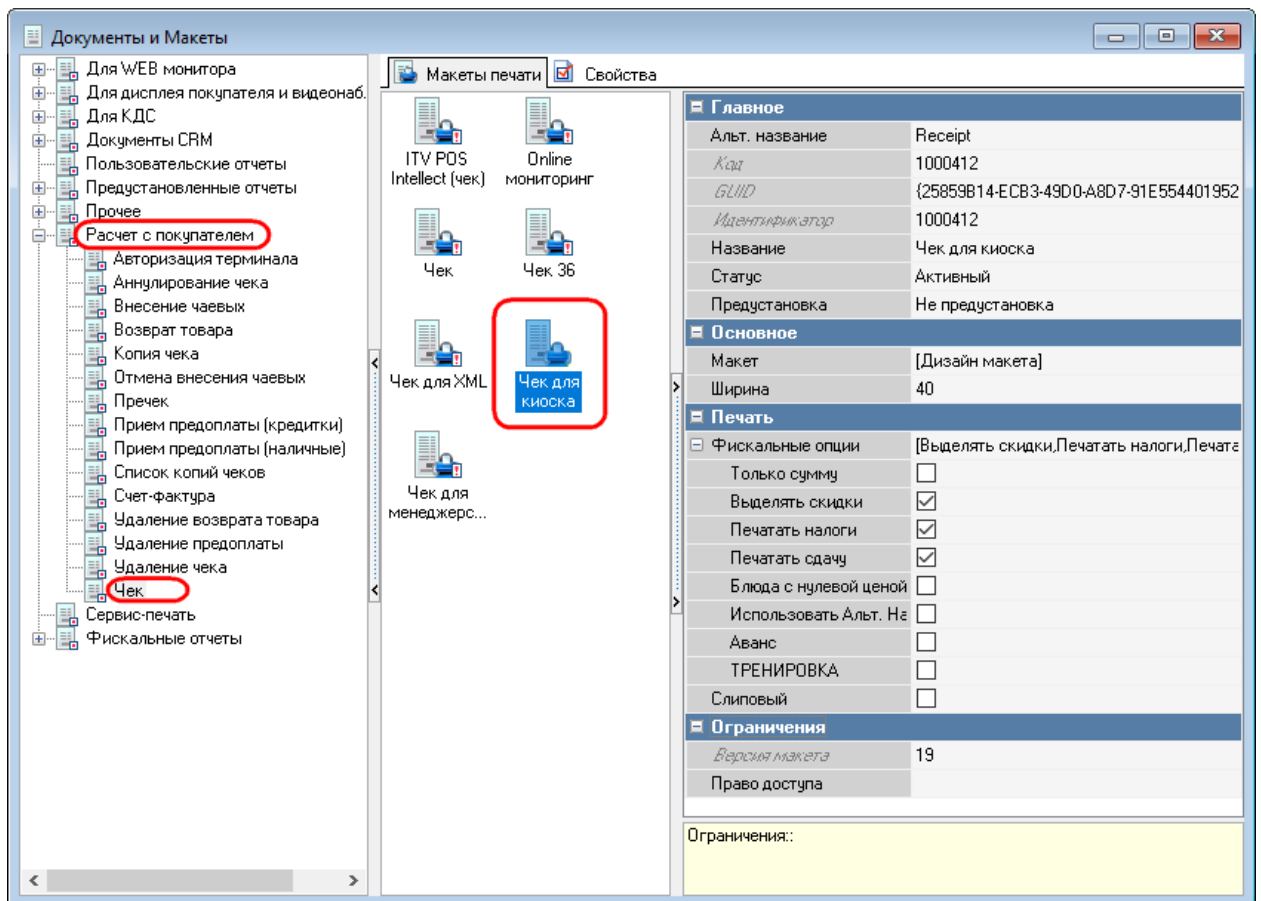 Документы и Макеты
Для WEB монитора
Для дисплея покупателя и видеонаб.
Для КДС
Документы CRM
Пользовательские отчеты
Предустановленные отчеты
Прочее
Расчет с покупателем
Авторизация терминала
Аннулирование чека
Внесение чаевых
Возврат товара
Копия чека
Отмена внесения чаевых
Пречек
Прием предоплаты (кредитки)
Прием предоплаты (наличные)
Список копий чеков
Счет-фактура
Удаление возврата товара
Удаление предоплаты
Удаление чека
Чек
Сервис-печать
Фискальные отчеты
Макеты печати
Свойства
ITV POS
Intellect (чек)
Online
мониторинг
Чек
Чек 36
Чек для XML
Чек для
киоска
Чек для
менеджерс...
Главное
Альт. название Receipt
Код 1000412
GUID {25859B14-ECB3-49D0-A8D7-91E554401952
Идентификатор 1000412
Название Чек для киоска
Статус Активный
Предустановка Не предустановка
Основное
Макет [Дизайн макета]
Ширина 40
Печать
Фискальные опции [Выделять скидки,Печатать налоги,Печата
Только сумму
Выделять скидки
Печатать налоги
Печатать сдачу
Блюда с нулевой ценой
Использовать Альт. На
Аванс
ТРЕНИРОВКА
Слиповый
Ограничения
Версия макета 19
Право доступа
Ограничения::